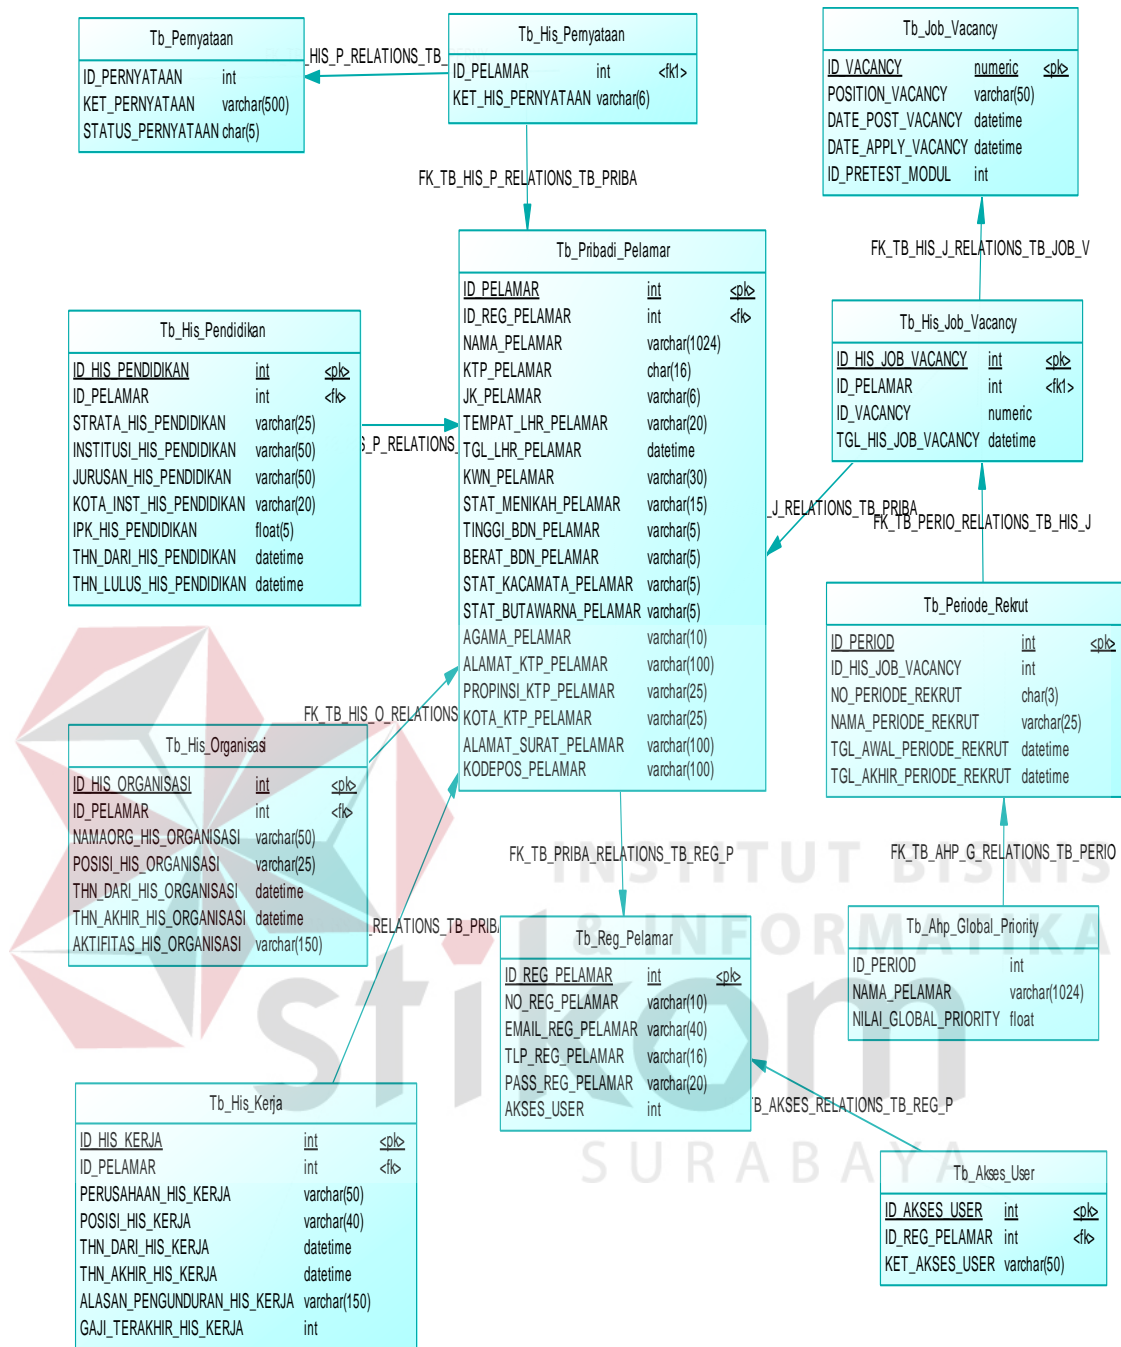 Tb_Pernyataan
ID_PERNYATAAN int
KET_PERNYATAAN varchar(500)
STATUS_PERNYATAAN char(5)
_HIS_P_RELATIONS_TB_
Tb_His_Pernyataan
ID_PELAMAR int <fk1>
KET_HIS_PERNYATAAN varchar(6)
FK_TB_HIS_P_RELATIONS_TB_PRIBA
Tb_Job_Vacancy
ID_VACANCY numeric <pk>
POSITION_VACANCY varchar(50)
DATE_POST_VACANCY datetime
DATE_APPLY_VACANCY datetime
ID_PRETEST_MODUL int
FK_TB_HIS_J_RELATIONS_TB_JOB_V
Tb_Pribadi_Pelamar
ID_PELAMAR int <pk>
ID_REG_PELAMAR int <fk>
NAMA_PELAMAR varchar(1024)
KTP_PELAMAR char(16)
JK_PELAMAR varchar(6)
TEMPAT_LHR_PELAMAR varchar(20)
TGL_LHR_PELAMAR datetime
KWN_PELAMAR varchar(30)
STAT_MENIKAH_PELAMAR varchar(15)
TINGGI_BDN_PELAMAR varchar(5)
BERAT_BDN_PELAMAR varchar(5)
STAT_KACAMATA_PELAMAR varchar(5)
STAT_BUTAWARNA_PELAMAR varchar(5)
AGAMA_PELAMAR varchar(10)
ALAMAT_KTP_PELAMAR varchar(100)
PROPINSI_KTP_PELAMAR varchar(25)
KOTA_KTP_PELAMAR varchar(25)
ALAMAT_SURAT_PELAMAR varchar(100)
KODEPOS_PELAMAR varchar(100)
Tb_His_Pendidikan
ID_HIS_PENDIDIKAN int <pk>
ID_PELAMAR int <fk>
STRATA_HIS_PENDIDIKAN varchar(25)
INSTITUSI_HIS_PENDIDIKAN varchar(50)
JURUSAN_HIS_PENDIDIKAN varchar(50)
KOTA_INST_HIS_PENDIDIKAN varchar(20)
IPK_HIS_PENDIDIKAN float(5)
THN_DARI_HIS_PENDIDIKAN datetime
THN_LULUS_HIS_PENDIDIKAN datetime
S_P_RELATIONS_
Tb_His_Job_Vacancy
ID_HIS_JOB_VACANCY int <pk>
ID_PELAMAR int <fk1>
ID_VACANCY numeric
TGL_HIS_JOB_VACANCY datetime
_J_RELATIONS_TB_PRIBA
FK_TB_PERIO_RELATIONS_TB_HIS_J
Tb_Periode_Rekrut
ID_PERIOD int <pk>
ID_HIS_JOB_VACANCY int
NO_PERIODE_REKRUT char(3)
NAMA_PERIODE_REKRUT varchar(25)
TGL_AWAL_PERIODE_REKRUT datetime
TGL_AKHIR_PERIODE_REKRUT datetime
FK_TB_HIS_O_RELATIONS
Tb_His_Organisasi
ID_HIS_ORGANISASI int <pk>
ID_PELAMAR int <fk>
NAMAORG_HIS_ORGANISASI varchar(50)
POSISI_HIS_ORGANISASI varchar(25)
THN_DARI_HIS_ORGANISASI datetime
THN_AKHIR_HIS_ORGANISASI datetime
AKTIFITAS_HIS_ORGANISASI varchar(150)
RELATIONS_TB_PRIBA
FK_TB_PRIBA_RELATIONS_TB_REG_P
FK_TB_AHP_G_RELATIONS_TB_PERIO
INSTITUT BISNIS
& INFORMATIKA
stikom
SURABAYA
Tb_Reg_Pelamar
ID_REG_PELAMAR int <pk>
NO_REG_PELAMAR varchar(10)
EMAIL_REG_PELAMAR varchar(40)
TLP_REG_PELAMAR varchar(16)
PASS_REG_PELAMAR varchar(20)
AKSES_USER int
Tb_Ahp_Global_Priority
ID_PERIOD int
NAMA_PELAMAR varchar(1024)
NILAI_GLOBAL_PRIORITY float
TB_AKSES_RELATIONS_TB_REG_P
Tb_His_Kerja
ID_HIS_KERJA int <pk>
ID_PELAMAR int <fk>
PERUSAHAAN_HIS_KERJA varchar(50)
POSISI_HIS_KERJA varchar(40)
THN_DARI_HIS_KERJA datetime
THN_AKHIR_HIS_KERJA datetime
ALASAN_PENGUNDURAN_HIS_KERJA varchar(150)
GAJI_TERAKHIR_HIS_KERJA int
Tb_Akses_User
ID_AKSES_USER int <pk>
ID_REG_PELAMAR int <fk>
KET_AKSES_USER varchar(50)